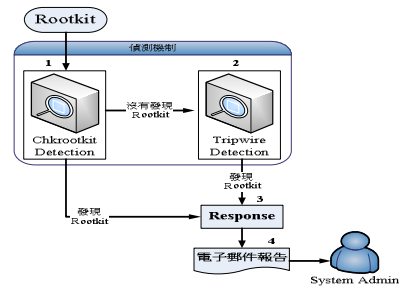 Rootkit
偵測機制
1
2
Chkrootkit
Detection
沒有發現
Rootkit
Tripwire
Detection
發現
Rootkit
發現
Rootkit
3
Response
4
電子郵件報告
System Admin